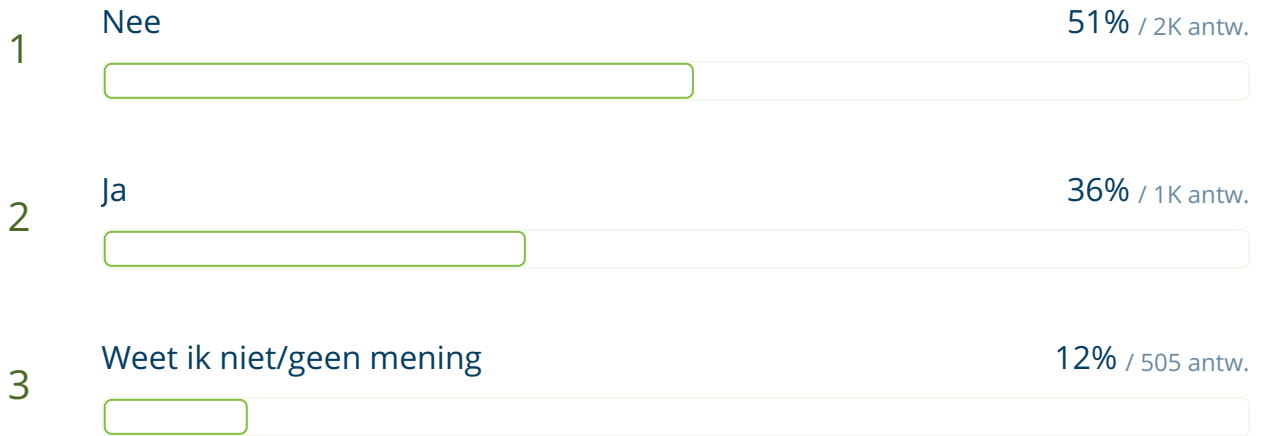 1 Nee 51% / 2K antw.
2 Ja 36% / 1K antw.
3 Weet ik niet/geen mening 12% / 505 antw.